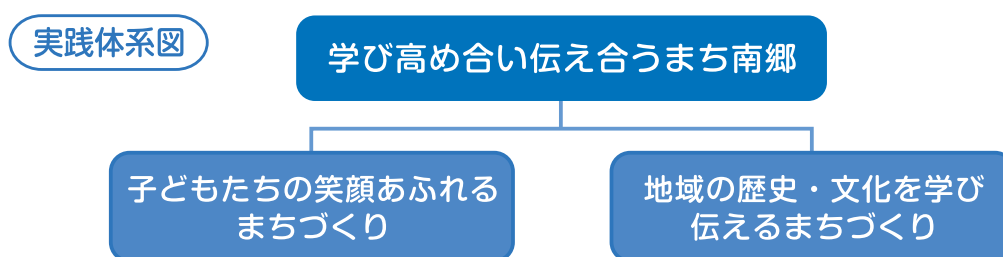 実践体系図
学び高め合い伝え合うまち南郷
子どもたちの笑顔あふれる
まちづくり
地域の歴史・文化を学び
伝えるまちづくり